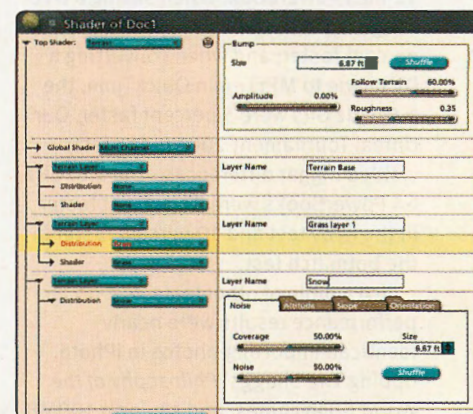 Shader of Doc1
Top Shader: Terrain
Bump
Size 6.87 ft Shuffle
Follow Terrain 60.00%
Amplitude 0.00%
Roughness 0.35
Global Shader Multi Channel
Terrain Layer Layer Name Terrain Base
Distribution None
Shader None
Terrain Layer Layer Name Grass layer 1
Distribution
Shader
Terrain Layer Layer Name Snow
Distribution Snow
Noise Altitude Slope Orientation
Coverage 50.00% Size
6.87 ft
Noise 50.00% Shuffle